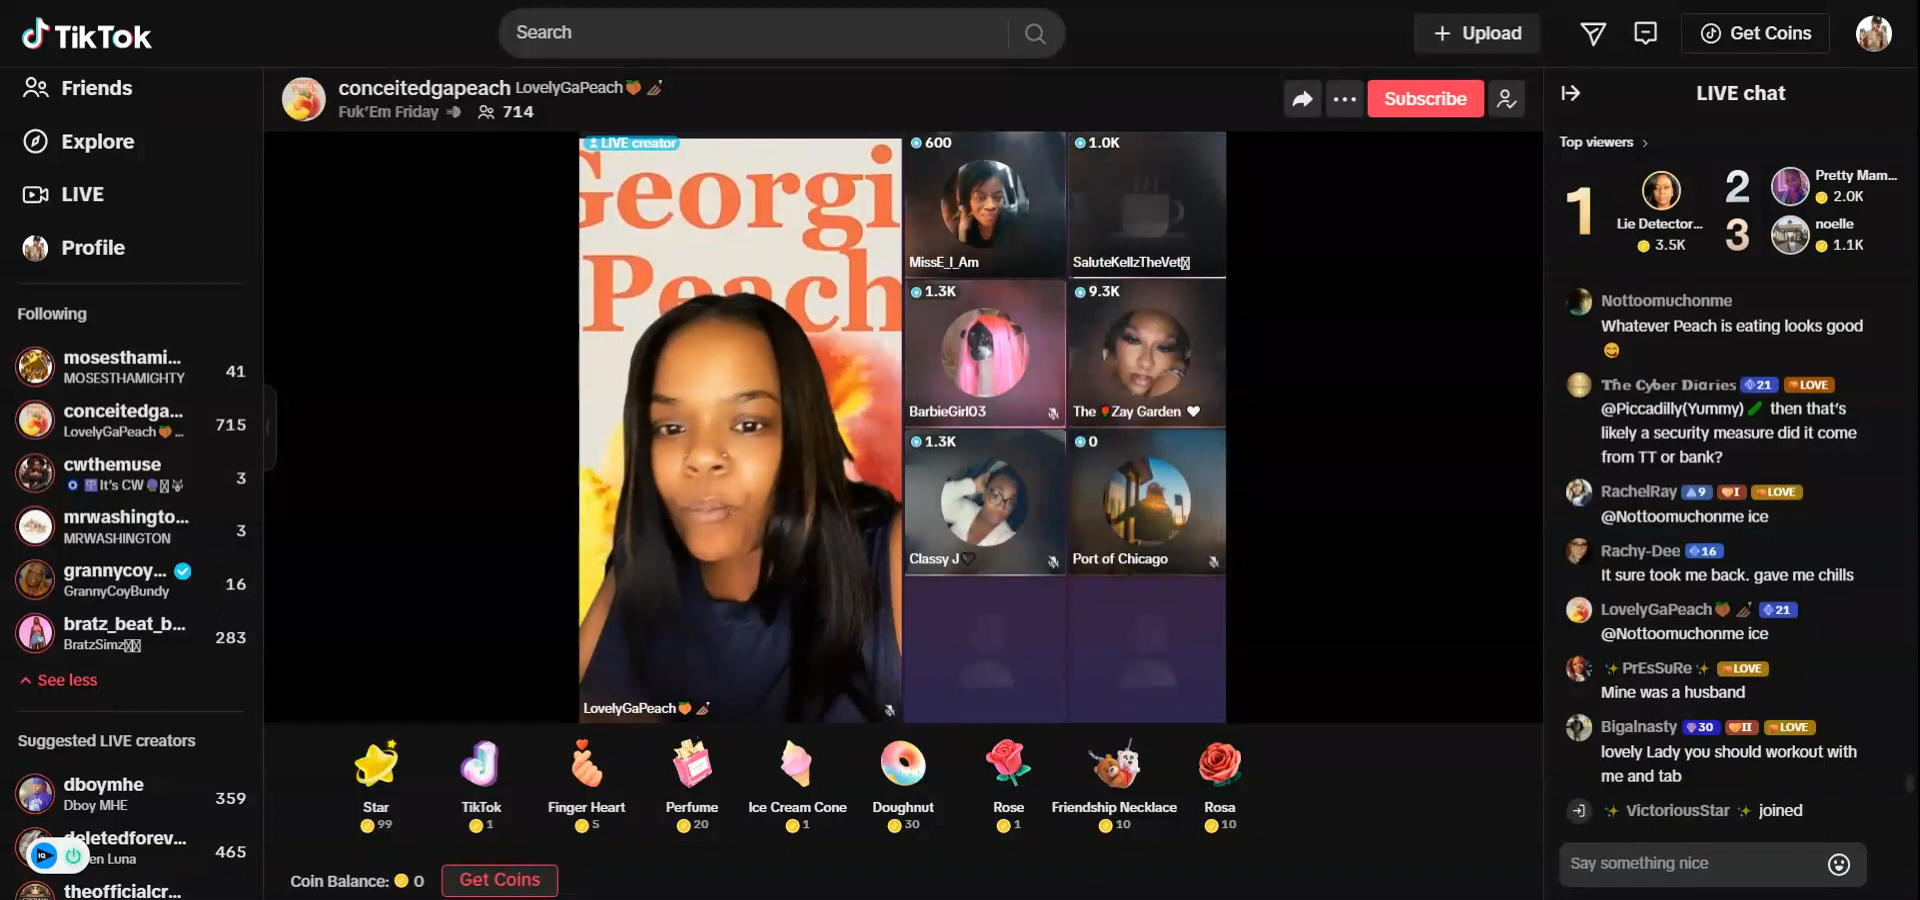 TikTok
Search
Upload
Get Coins
Friends
Explore
LIVE
Profile
Following
mosesthami...
MOSESTHAMIGHTY
41
conceitedga...
LovelyGaPeach🍑...
715
cwthemuse
It's CW
3
mrwashingto...
MRWASHINGTON
3
grannycoy...
GrannyCoyBundy
16
bratz_beat_b...
BratzSimz
283
See less
Suggested LIVE creators
dboymhe
Dboy MHE
359
deletedforev...
en Luna
465
theofficialcr...
conceitedgapeach LovelyGaPeach🍑💅🏾
Fuk'Em Friday
714
Subscribe
LIVE creator
Georgi
Peach
LovelyGaPeach🍑💅🏾
600
MissE_I_Am
1.0K
SaluteKellzTheVet
1.3K
BarbieGirl03
9.3K
The 🌹Zay Garden 🤍
1.3K
Classy J🖤
0
Port of Chicago
Star
99
TikTok
1
Finger Heart
5
Perfume
20
Ice Cream Cone
1
Doughnut
30
Rose
1
Friendship Necklace
10
Rosa
10
Coin Balance: 0
Get Coins
LIVE chat
Top viewers
1
Lie Detector...
3.5K
2
Pretty Mam...
2.0K
3
noelle
1.1K
Nottoomuchonme
Whatever Peach is eating looks good
😋
The Cyber Diaries 21 LOVE
@Piccadilly(Yummy)🥒 then that's
likely a security measure did it come
from TT or bank?
RachelRay 9 I LOVE
@Nottoomuchonme ice
Rachy-Dee 16
It sure took me back. gave me chills
LovelyGaPeach🍑💅🏾 21
@Nottoomuchonme ice
✨PrEsSuRe✨ LOVE
Mine was a husband
Bigalnasty 30 II LOVE
lovely Lady you should workout with
me and tab
✨VictoriousStar✨ joined
Say something nice